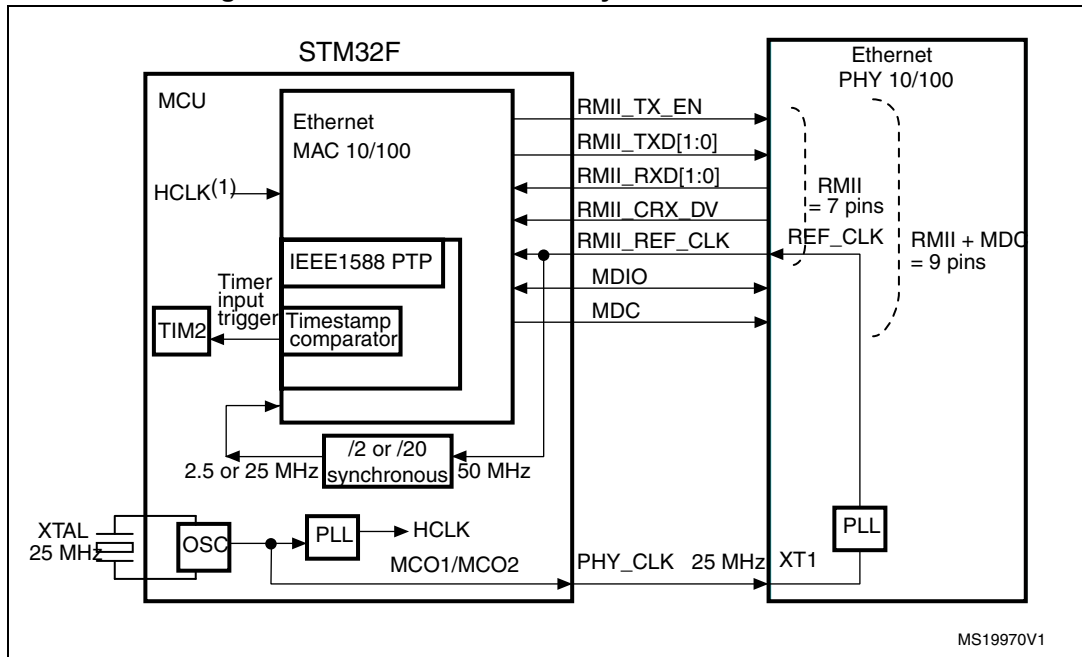 STM32F
MCU
Ethernet
MAC 10/100
HCLK(1)
IEEE1588 PTP
Timer
input
trigger
TIM2
Timestamp
comparator
/2 or /20
synchronous
2.5 or 25 MHz
50 MHz
XTAL
25 MHz
OSC
PLL
HCLK
MCO1/MCO2
RMII_TX_EN
RMII_TXD[1:0]
RMII_RXD[1:0]
RMII_CRX_DV
RMII_REF_CLK
MDIO
MDC
PHY_CLK 25 MHz
Ethernet
PHY 10/100
RMII
= 7 pins
REF_CLK
RMII + MDC
= 9 pins
PLL
XT1
MS19970V1